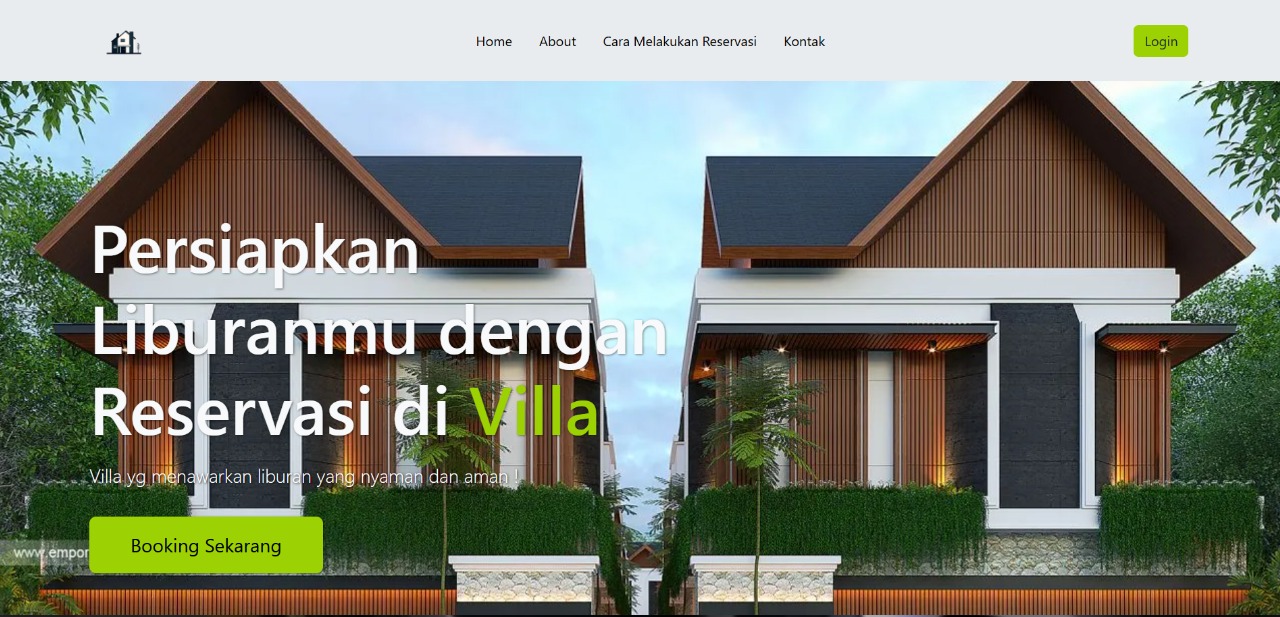 Home About Cara Melakukan Reservasi Kontak Login
Persiapkan
Liburanmu dengan
Reservasi di Villa
Villa yg menawarkan liburan yang nyaman dan aman !
Booking Sekarang
www.empor